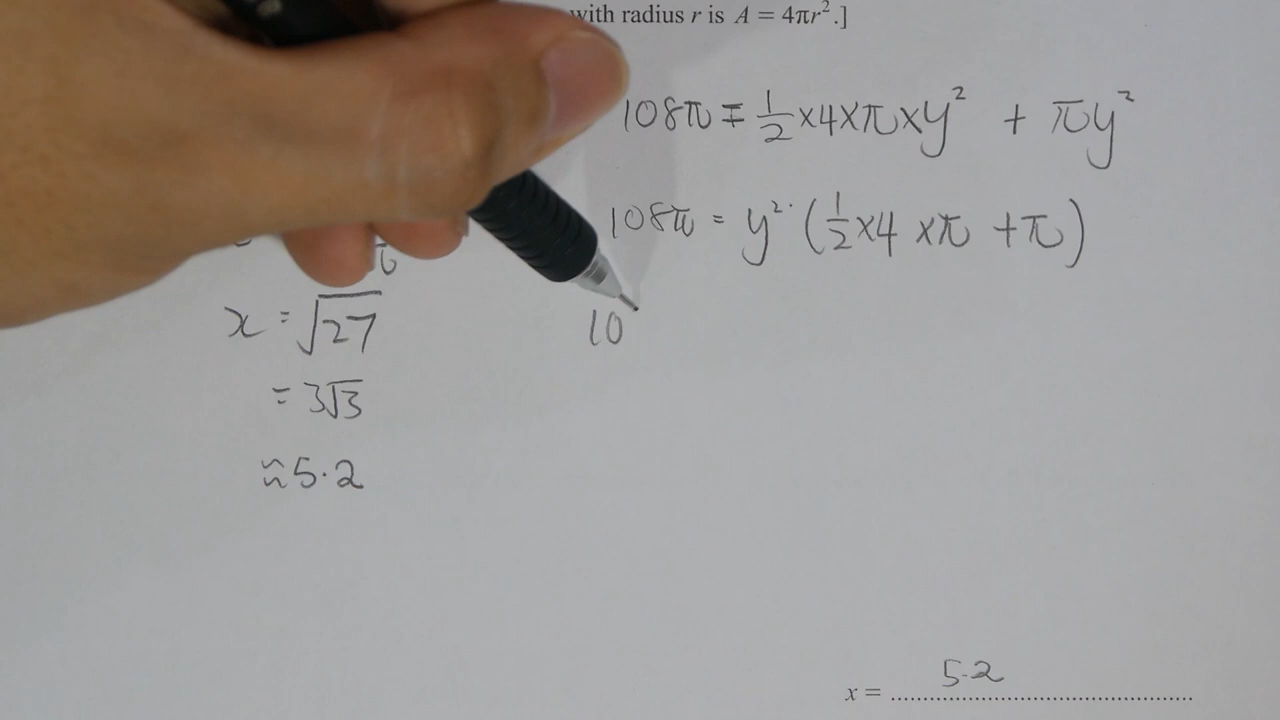 with radius r is A = 4πr².]
108π = ½×4×π×y² + πy²
108π = y² (½×4×π+π)
10
π
x = √27
= 3√3
≈ 5.2
5.2
x = ........................................................